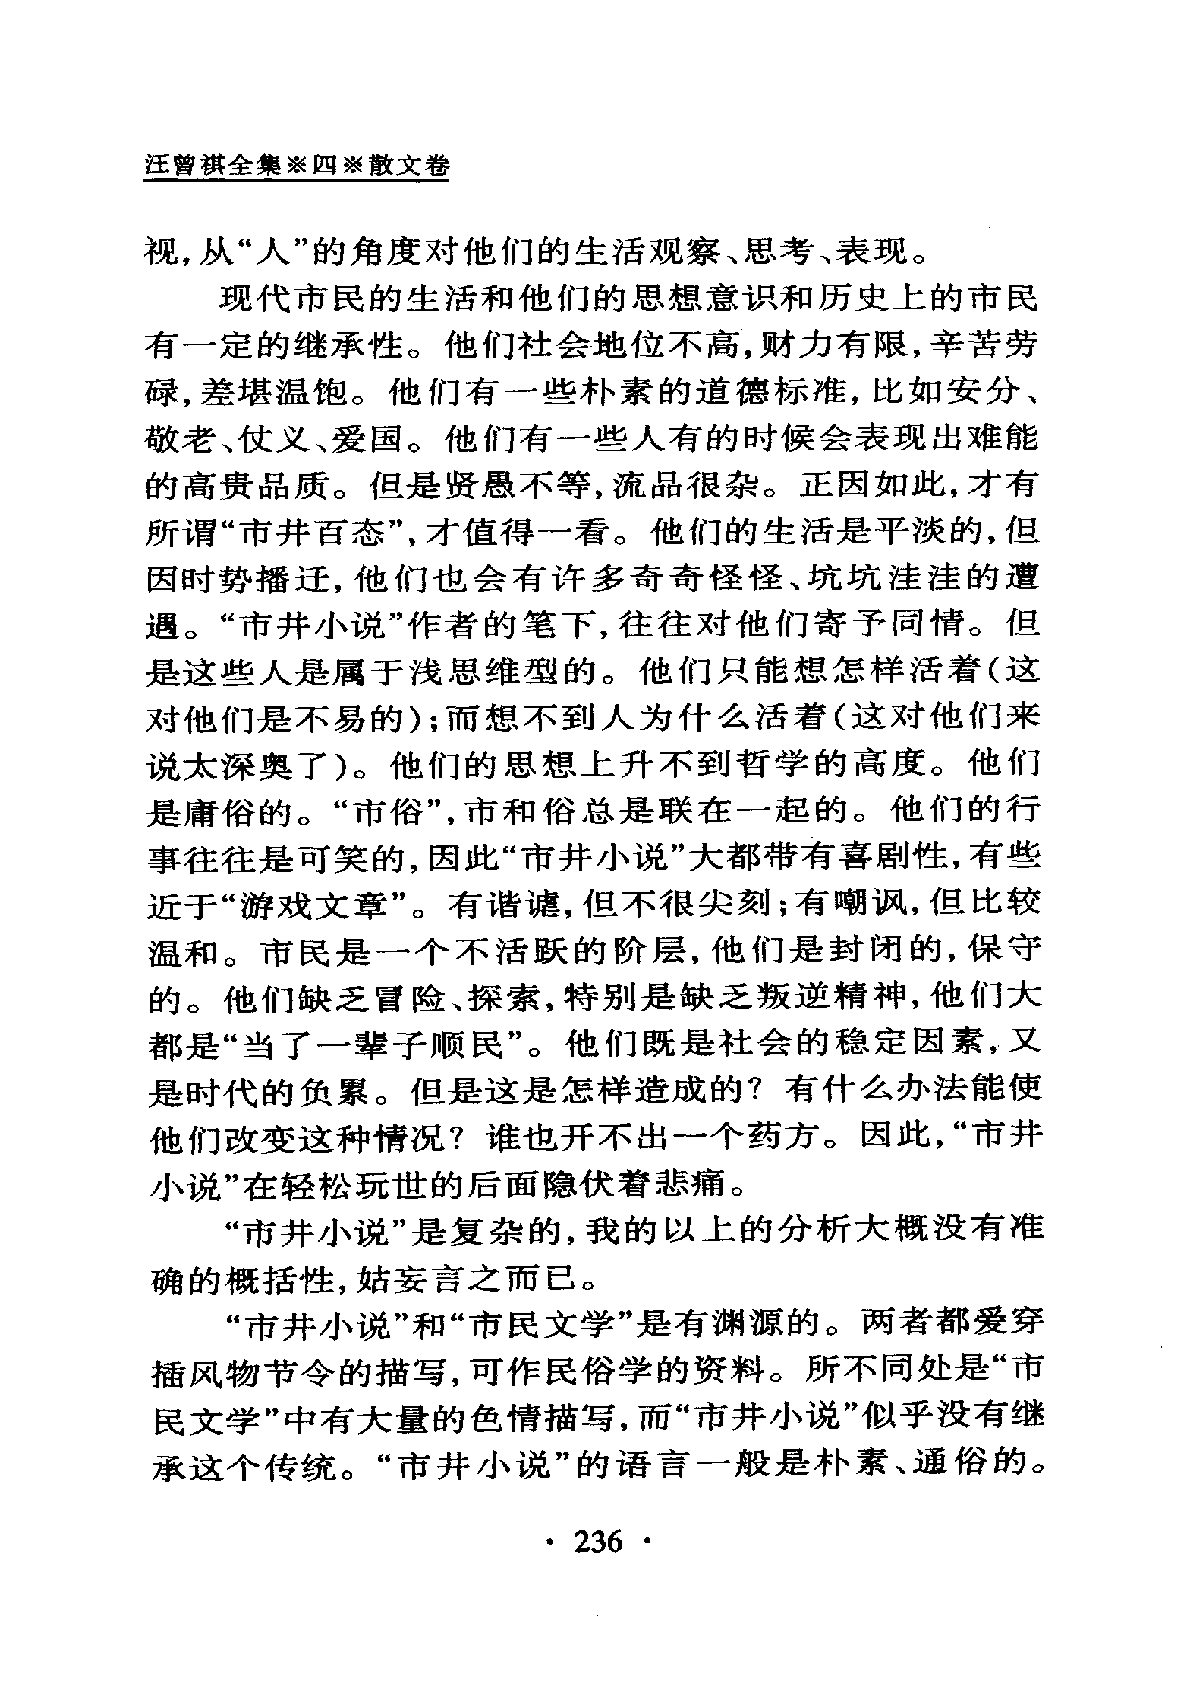 汪曾祺全集※四※散文卷
视,从“人”的角度对他们的生活观察、思考、表现。
现代市民的生活和他们的思想意识和历史上的市民
有一定的继承性。他们社会地位不高,财力有限,辛苦劳
碌,差堪温饱。他们有一些朴素的道德标准,比如安分、
敬老、仗义、爱国。他们有一些人有的时候会表现出难能
的高贵品质。但是贤愚不等,流品很杂。正因如此,才有
所谓“市井百态”,才值得一看。他们的生活是平淡的,但
因时势播迁,他们也会有许多奇奇怪怪、坑坑洼洼的遭
遇。“市井小说”作者的笔下,往往对他们寄予同情。但
是这些人是属于浅思维型的。他们只能想怎样活着(这
对他们是不易的);而想不到人为什么活着(这对他们来
说太深奥了)。他们的思想上升不到哲学的高度。他们
是庸俗的。“市俗”,市和俗总是联在一起的。他们的行
事往往是可笑的,因此“市井小说”大都带有喜剧性,有些
近于“游戏文章”。有谐谑,但不很尖刻;有嘲讽,但比较
温和。市民是一个不活跃的阶层,他们是封闭的,保守
的。他们缺乏冒险、探索,特别是缺乏叛逆精神,他们大
都是“当了一辈子顺民”。他们既是社会的稳定因素,又
是时代的负累。但是这是怎样造成的?有什么办法能使
他们改变这种情况?谁也开不出一个药方。因此,“市井
小说”在轻松玩世的后面隐伏着悲痛。
“市井小说”是复杂的,我的以上的分析大概没有准
确的概括性,姑妄言之而已。
“市井小说”和“市民文学”是有渊源的。两者都爱穿
插风物节令的描写,可作民俗学的资料。所不同处是“市
民文学”中有大量的色情描写,而“市井小说”似乎没有继
承这个传统。“市井小说”的语言一般是朴素、通俗的。
· 236 ·